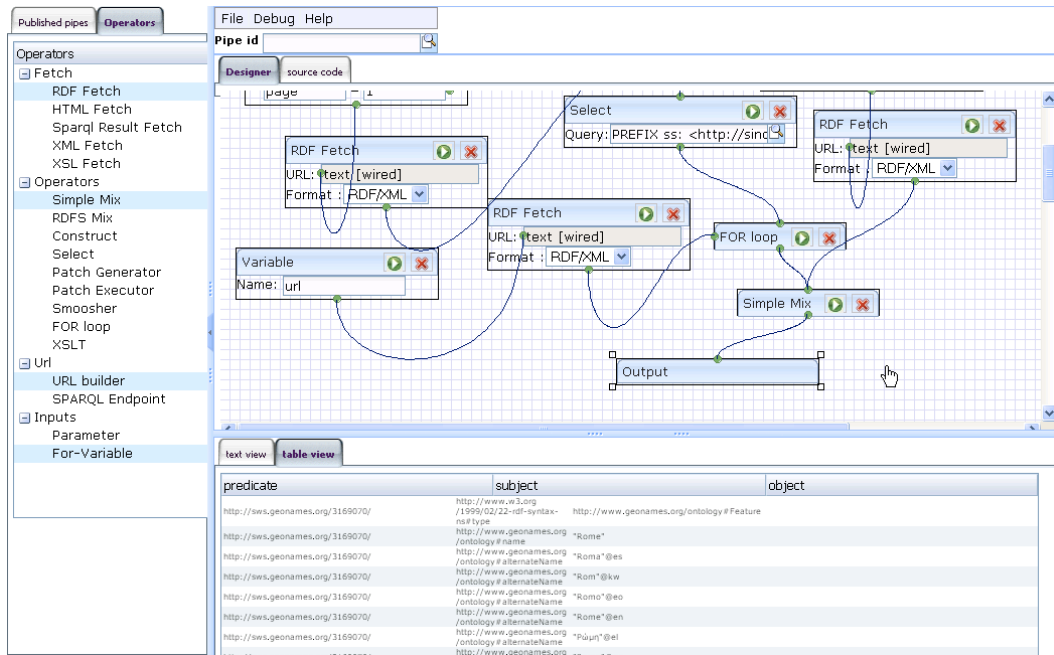 Published pipes
Operators
File Debug Help
Pipe id
Operators
Fetch
RDF Fetch
HTML Fetch
Sparql Result Fetch
XML Fetch
XSL Fetch
Operators
Simple Mix
RDFS Mix
Construct
Select
Patch Generator
Patch Executor
Smoosher
FOR loop
XSLT
Url
URL builder
SPARQL Endpoint
Inputs
Parameter
For-Variable
Designer
source code
page = 1
RDF Fetch
URL: text [wired]
Format : RDF/XML
Variable
Name: url
RDF Fetch
URL: text [wired]
Format : RDF/XML
Select
Query: PREFIX ss: <http://sind
RDF Fetch
URL: text [wired]
Format : RDF/XML
FOR loop
Simple Mix
Output
text view
table view
predicate subject object
http://sws.geonames.org/3169070/
http://www.w3.org
/1999/02/22-rdf-syntax-
ns#type
http://www.geonames.org/ontology#Feature
http://sws.geonames.org/3169070/
http://www.geonames.org
/ontology#name
"Rome"
http://sws.geonames.org/3169070/
http://www.geonames.org
/ontology#alternateName
"Roma"@es
http://sws.geonames.org/3169070/
http://www.geonames.org
/ontology#alternateName
"Rom"@kw
http://sws.geonames.org/3169070/
http://www.geonames.org
/ontology#alternateName
"Romo"@eo
http://sws.geonames.org/3169070/
http://www.geonames.org
/ontology#alternateName
"Rome"@en
http://sws.geonames.org/3169070/
http://www.geonames.org
/ontology#alternateName
"Ρώμη"@el
http://www.geonames.org